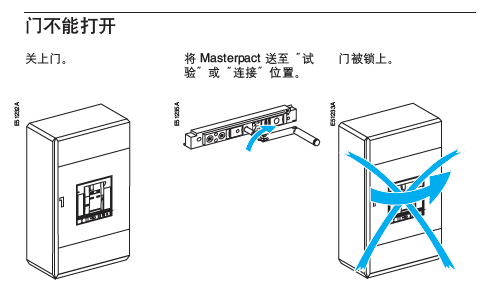 门不能打开
关上门。
将 Masterpact 送至“试
验”或“连接”位置。
门被锁上。
E51232A
E51235A
E51233A